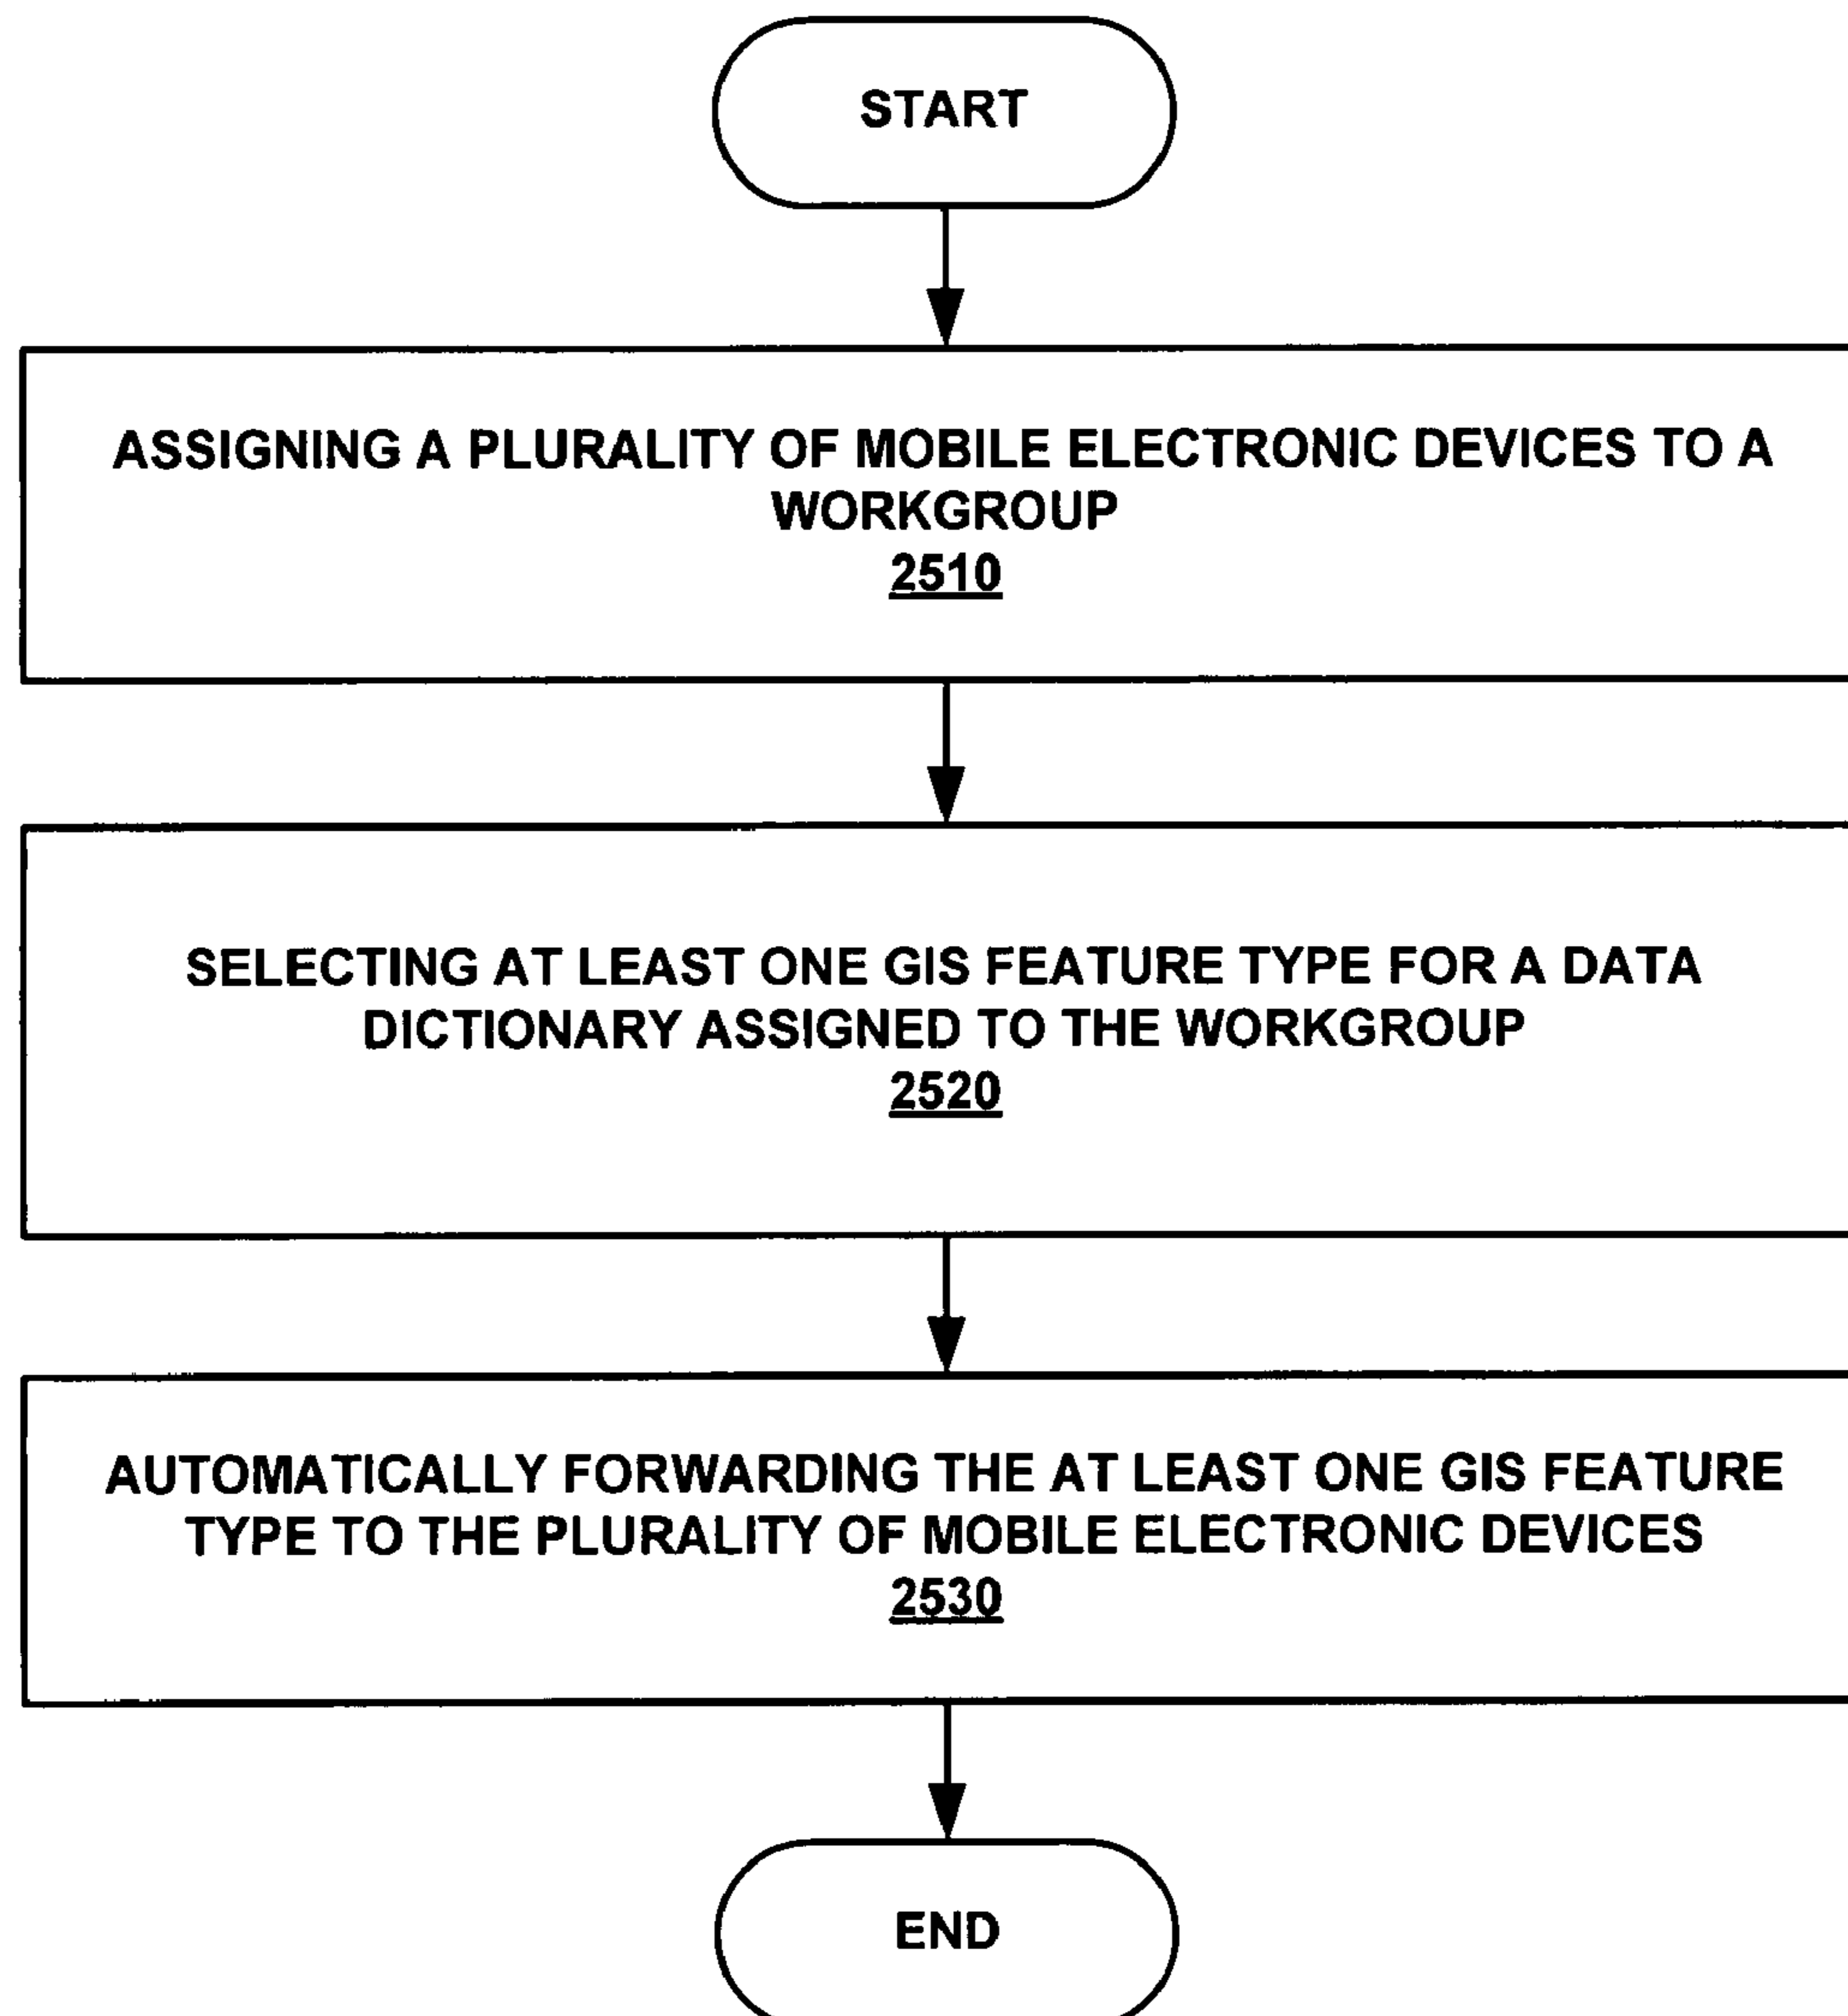 START
ASSIGNING A PLURALITY OF MOBILE ELECTRONIC DEVICES TO A
WORKGROUP
2510
SELECTING AT LEAST ONE GIS FEATURE TYPE FOR A DATA
DICTIONARY ASSIGNED TO THE WORKGROUP
2520
AUTOMATICALLY FORWARDING THE AT LEAST ONE GIS FEATURE
TYPE TO THE PLURALITY OF MOBILE ELECTRONIC DEVICES
2530
END